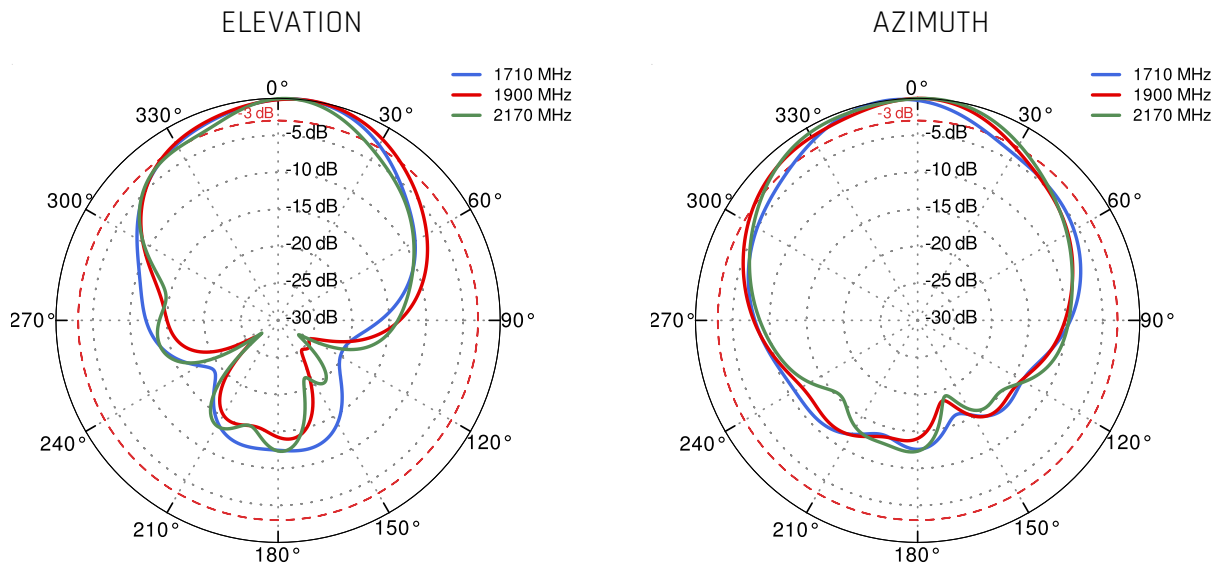 ELEVATION
1710 MHz
1900 MHz
2170 MHz
0°
330°
30°
-3 dB
-5 dB
-10 dB
300°
60°
-15 dB
-20 dB
-25 dB
-30 dB
270°
90°
240°
120°
210°
150°
180°
AZIMUTH
1710 MHz
1900 MHz
2170 MHz
0°
330°
30°
-3 dB
-5 dB
-10 dB
300°
60°
-15 dB
-20 dB
-25 dB
-30 dB
270°
90°
240°
120°
210°
150°
180°